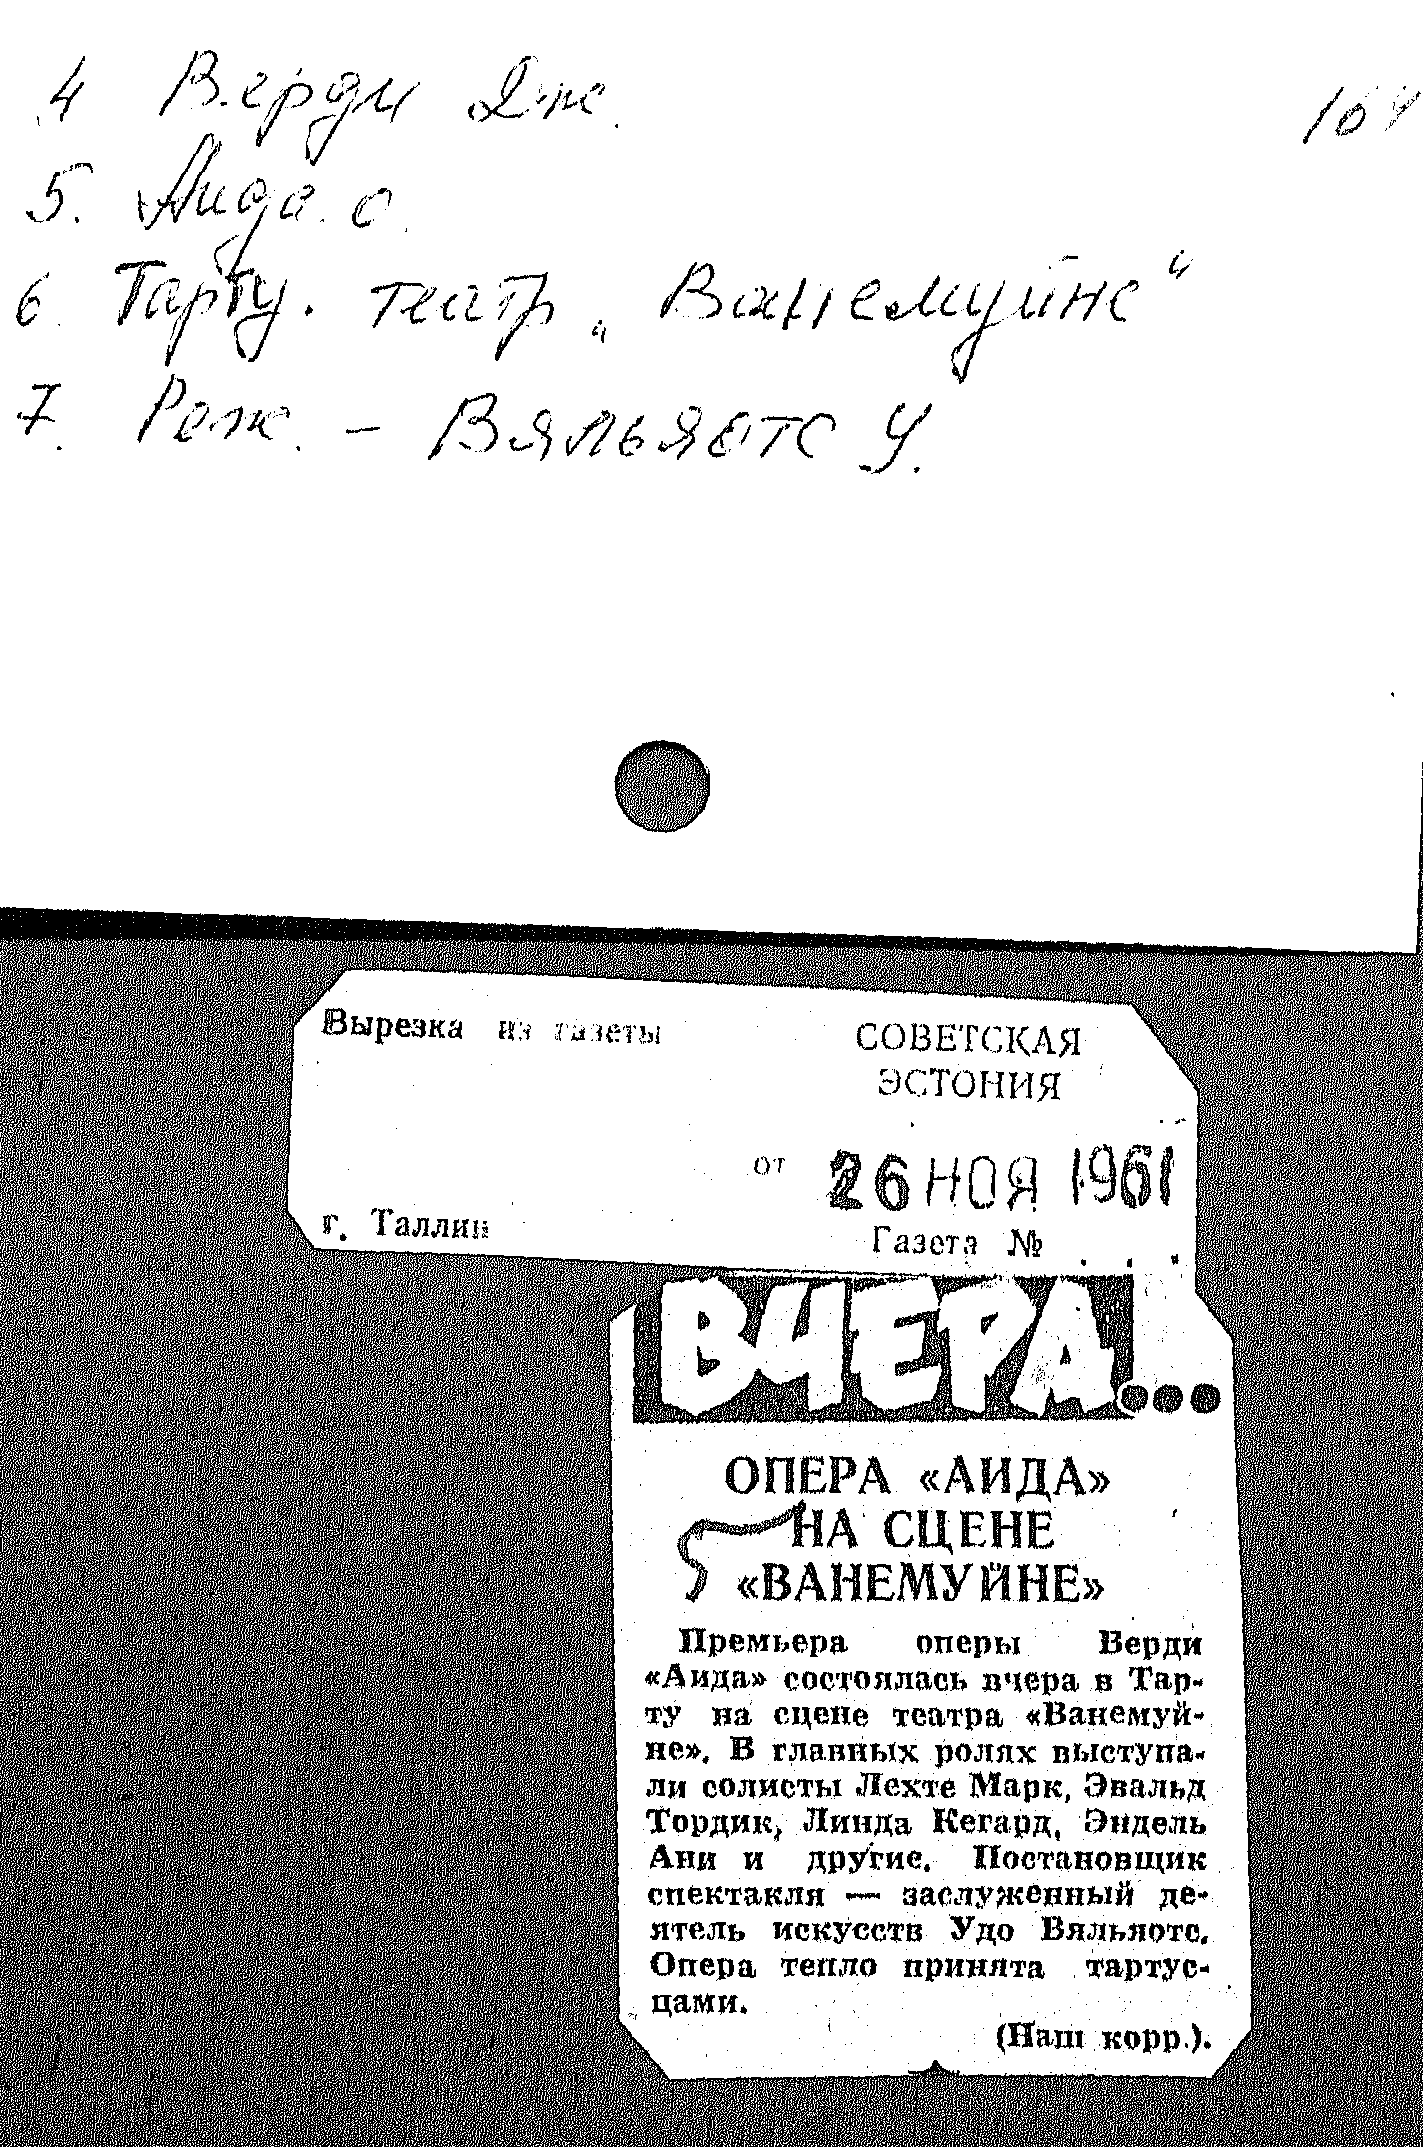 4 Верди Дж.
104
5. Аида. о.
6. Тарту. театр „Ванемуйне“
7. Реж. – Вяльяотс У.
Вырезка из газеты
СОВЕТСКАЯ
ЭСТОНИЯ
от 26 НОЯ 1961
г. Таллин
Газета № . . .
ВЧЕРА...
ОПЕРА «АИДА»
НА СЦЕНЕ
«ВАНЕМУЙНЕ»
Премьера оперы Верди
«Аида» состоялась вчера в Тар-
ту на сцене театра «Ванемуй-
не». В главных ролях выступа-
ли солисты Лехте Марк, Эвальд
Тордик, Линда Кегард, Эндель
Ани и другие. Постановщик
спектакля — заслуженный де-
ятель искусств Удо Вяльяотс.
Опера тепло принята тартус-
цами.
(Наш корр.).